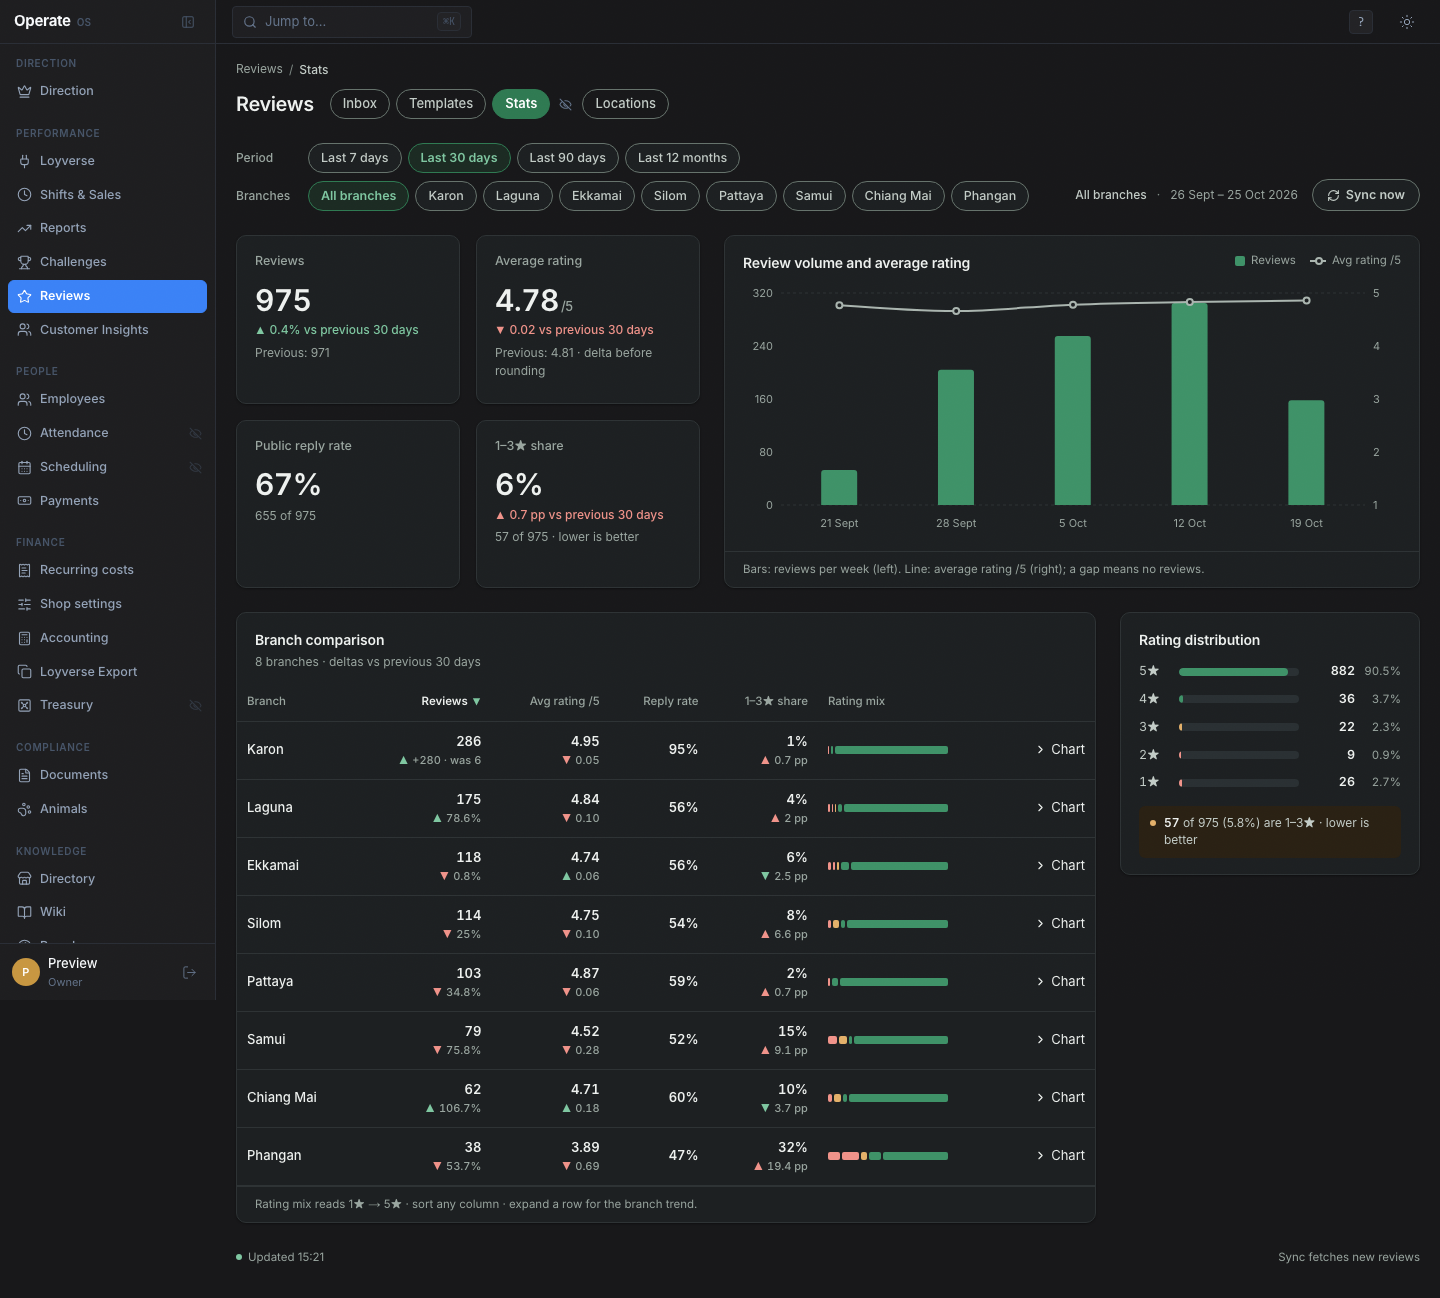 Operate OS
Jump to...
⌘K
?
DIRECTION
Direction
PERFORMANCE
Loyverse
Shifts & Sales
Reports
Challenges
Reviews
Customer Insights
PEOPLE
Employees
Attendance
Scheduling
Payments
FINANCE
Recurring costs
Shop settings
Accounting
Loyverse Export
Treasury
COMPLIANCE
Documents
Animals
KNOWLEDGE
Directory
Wiki
P
Preview
Owner
Reviews / Stats
Reviews
Inbox
Templates
Stats
Locations
Period
Last 7 days
Last 30 days
Last 90 days
Last 12 months
Branches
All branches
Karon
Laguna
Ekkamai
Silom
Pattaya
Samui
Chiang Mai
Phangan
All branches · 26 Sept – 25 Oct 2026
Sync now
Reviews
975
▲ 0.4% vs previous 30 days
Previous: 971
Average rating
4.78/5
▼ 0.02 vs previous 30 days
Previous: 4.81 · delta before
rounding
Public reply rate
67%
655 of 975
1–3★ share
6%
▲ 0.7 pp vs previous 30 days
57 of 975 · lower is better
Review volume and average rating
Reviews
Avg rating /5
320 5
240 4
160 3
80 2
0 1
21 Sept 28 Sept 5 Oct 12 Oct 19 Oct
Bars: reviews per week (left). Line: average rating /5 (right); a gap means no reviews.
Branch comparison
8 branches · deltas vs previous 30 days
Branch Reviews ▼ Avg rating /5 Reply rate 1–3★ share Rating mix
Karon 286 4.95 95% 1% › Chart
▲ +280 · was 6 ▼ 0.05 ▲ 0.7 pp
Laguna 175 4.84 56% 4% › Chart
▲ 78.6% ▼ 0.10 ▲ 2 pp
Ekkamai 118 4.74 56% 6% › Chart
▼ 0.8% ▲ 0.06 ▼ 2.5 pp
Silom 114 4.75 54% 8% › Chart
▼ 25% ▼ 0.10 ▲ 6.6 pp
Pattaya 103 4.87 59% 2% › Chart
▼ 34.8% ▼ 0.06 ▲ 0.7 pp
Samui 79 4.52 52% 15% › Chart
▼ 75.8% ▼ 0.28 ▲ 9.1 pp
Chiang Mai 62 4.71 60% 10% › Chart
▲ 106.7% ▲ 0.18 ▼ 3.7 pp
Phangan 38 3.89 47% 32% › Chart
▼ 53.7% ▼ 0.69 ▲ 19.4 pp
Rating mix reads 1★ → 5★ · sort any column · expand a row for the branch trend.
Rating distribution
5★ 882 90.5%
4★ 36 3.7%
3★ 22 2.3%
2★ 9 0.9%
1★ 26 2.7%
57 of 975 (5.8%) are 1–3★ · lower is
better
Updated 15:21
Sync fetches new reviews